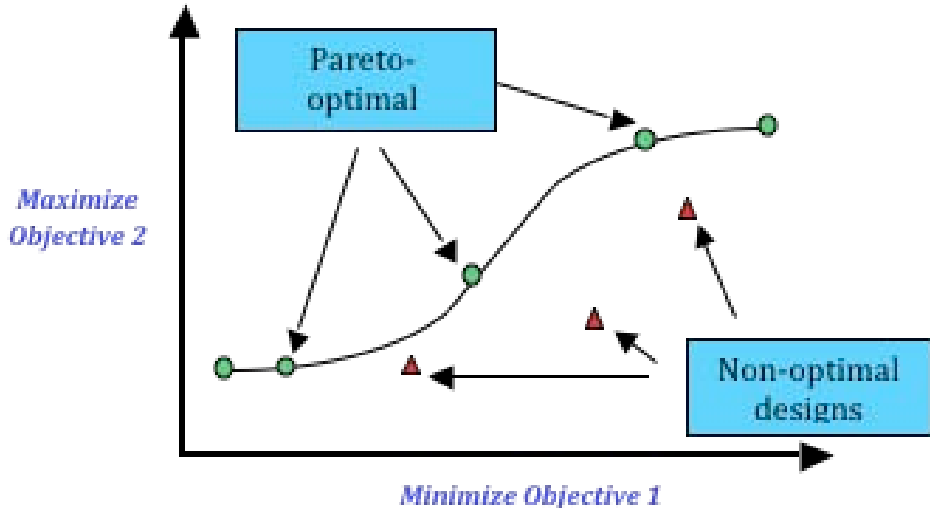 Pareto-
optimal
Maximize
Objective 2
Non-optimal
designs
Minimize Objective 1